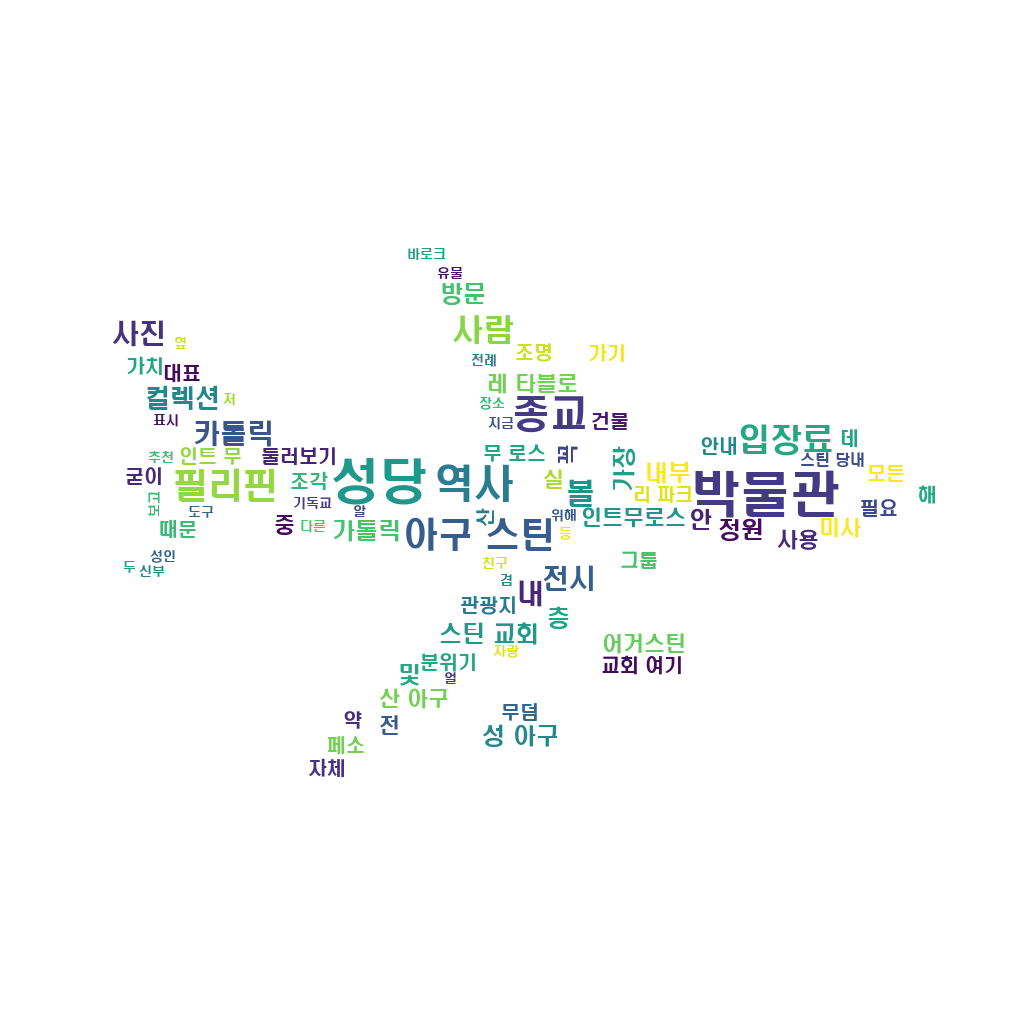 바로크
유물
방문
사진
옆
사람
조명
가기
가치
대표
전례
레 타블로
컬렉션
저
장소
종교
건물
표시
카톨릭
지금
안내
입장료
데
추천
인트 무
둘러보기
무 로스
꼭
가장
스틴 당내
굳이
필리핀
조각
성당
역사
실
볼
내부
리 파크
박물관
모든
해
보고
도구
기독교
알
산
위해
인트무로스
안
정원
필요
때문
중
다른
가톨릭
아구 스틴
등
사용
미사
성인
두
신부
친구
겸
전시
그룹
내
관광지
층
스틴 교회
자랑
어거스틴
분위기
교회 여기
및
얼
산 아구
약
전
무덤
페소
성 아구
자체